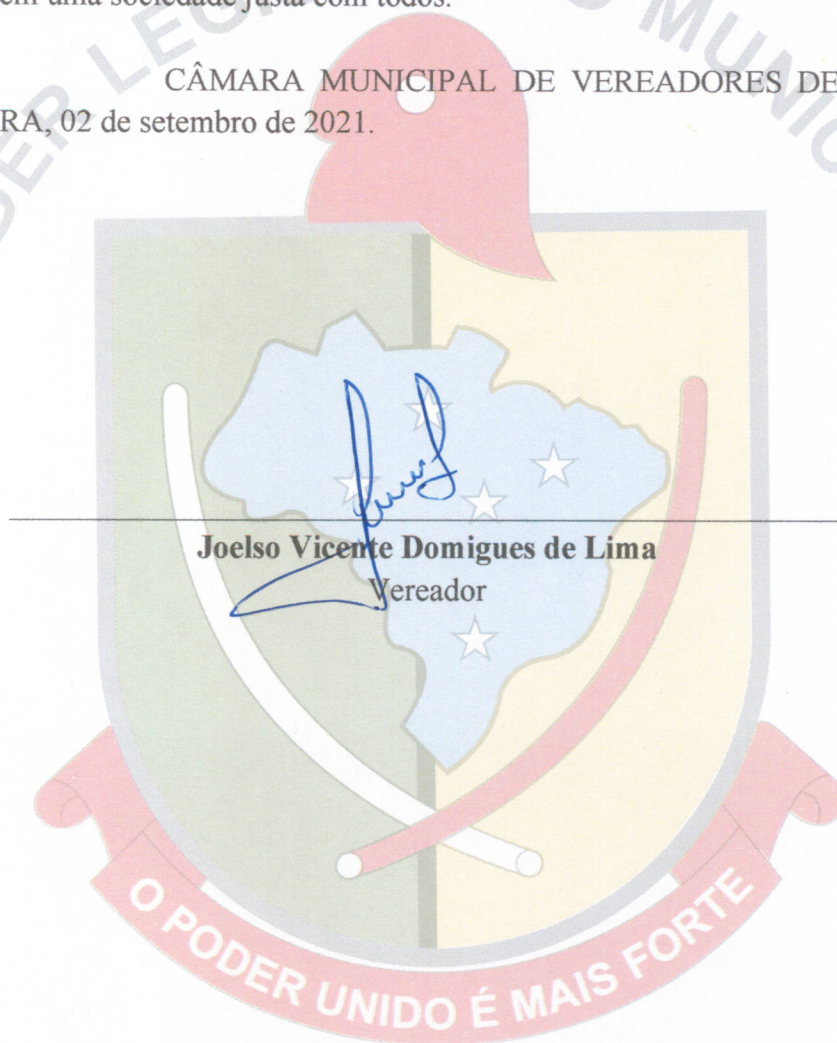 em uma sociedade justa com todos.
CÂMARA MUNICIPAL DE VEREADORES DE
RA, 02 de setembro de 2021.
Joelso Vicente Domigues de Lima
Vereador
O PODER UNIDO É MAIS FORTE